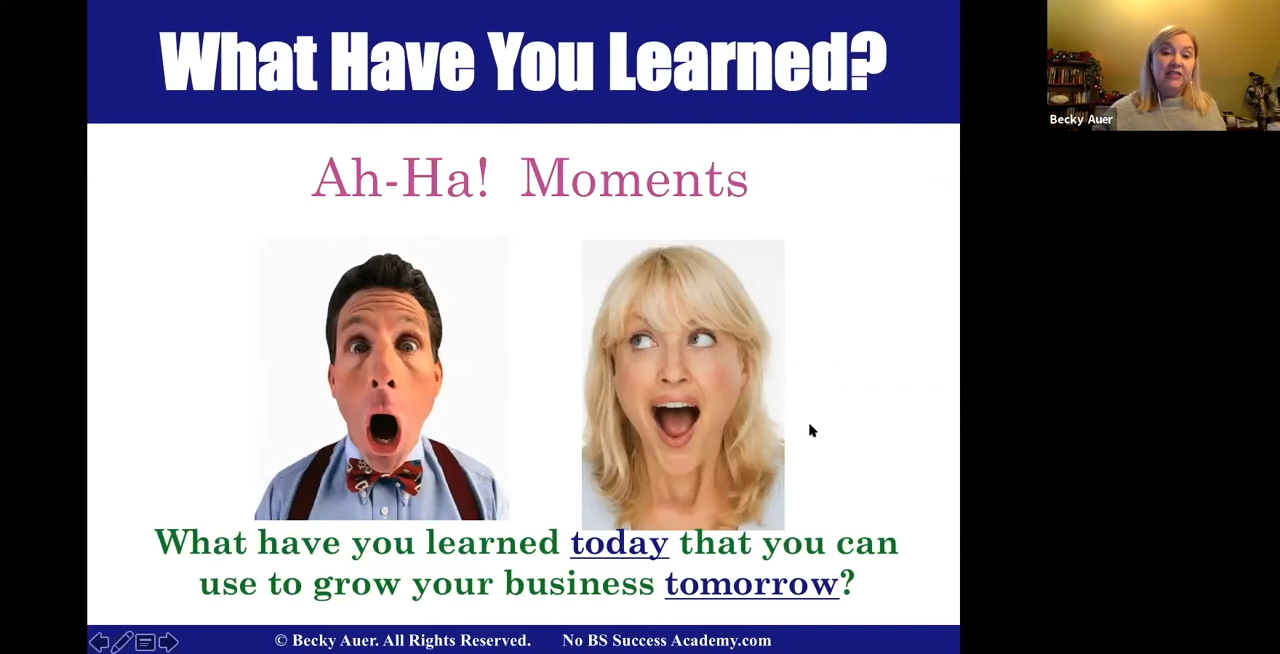 What Have You Learned?
Becky Auer
Ah-Ha! Moments
What have you learned today that you can
use to grow your business tomorrow?
© Becky Auer. All Rights Reserved. No BS Success Academy.com